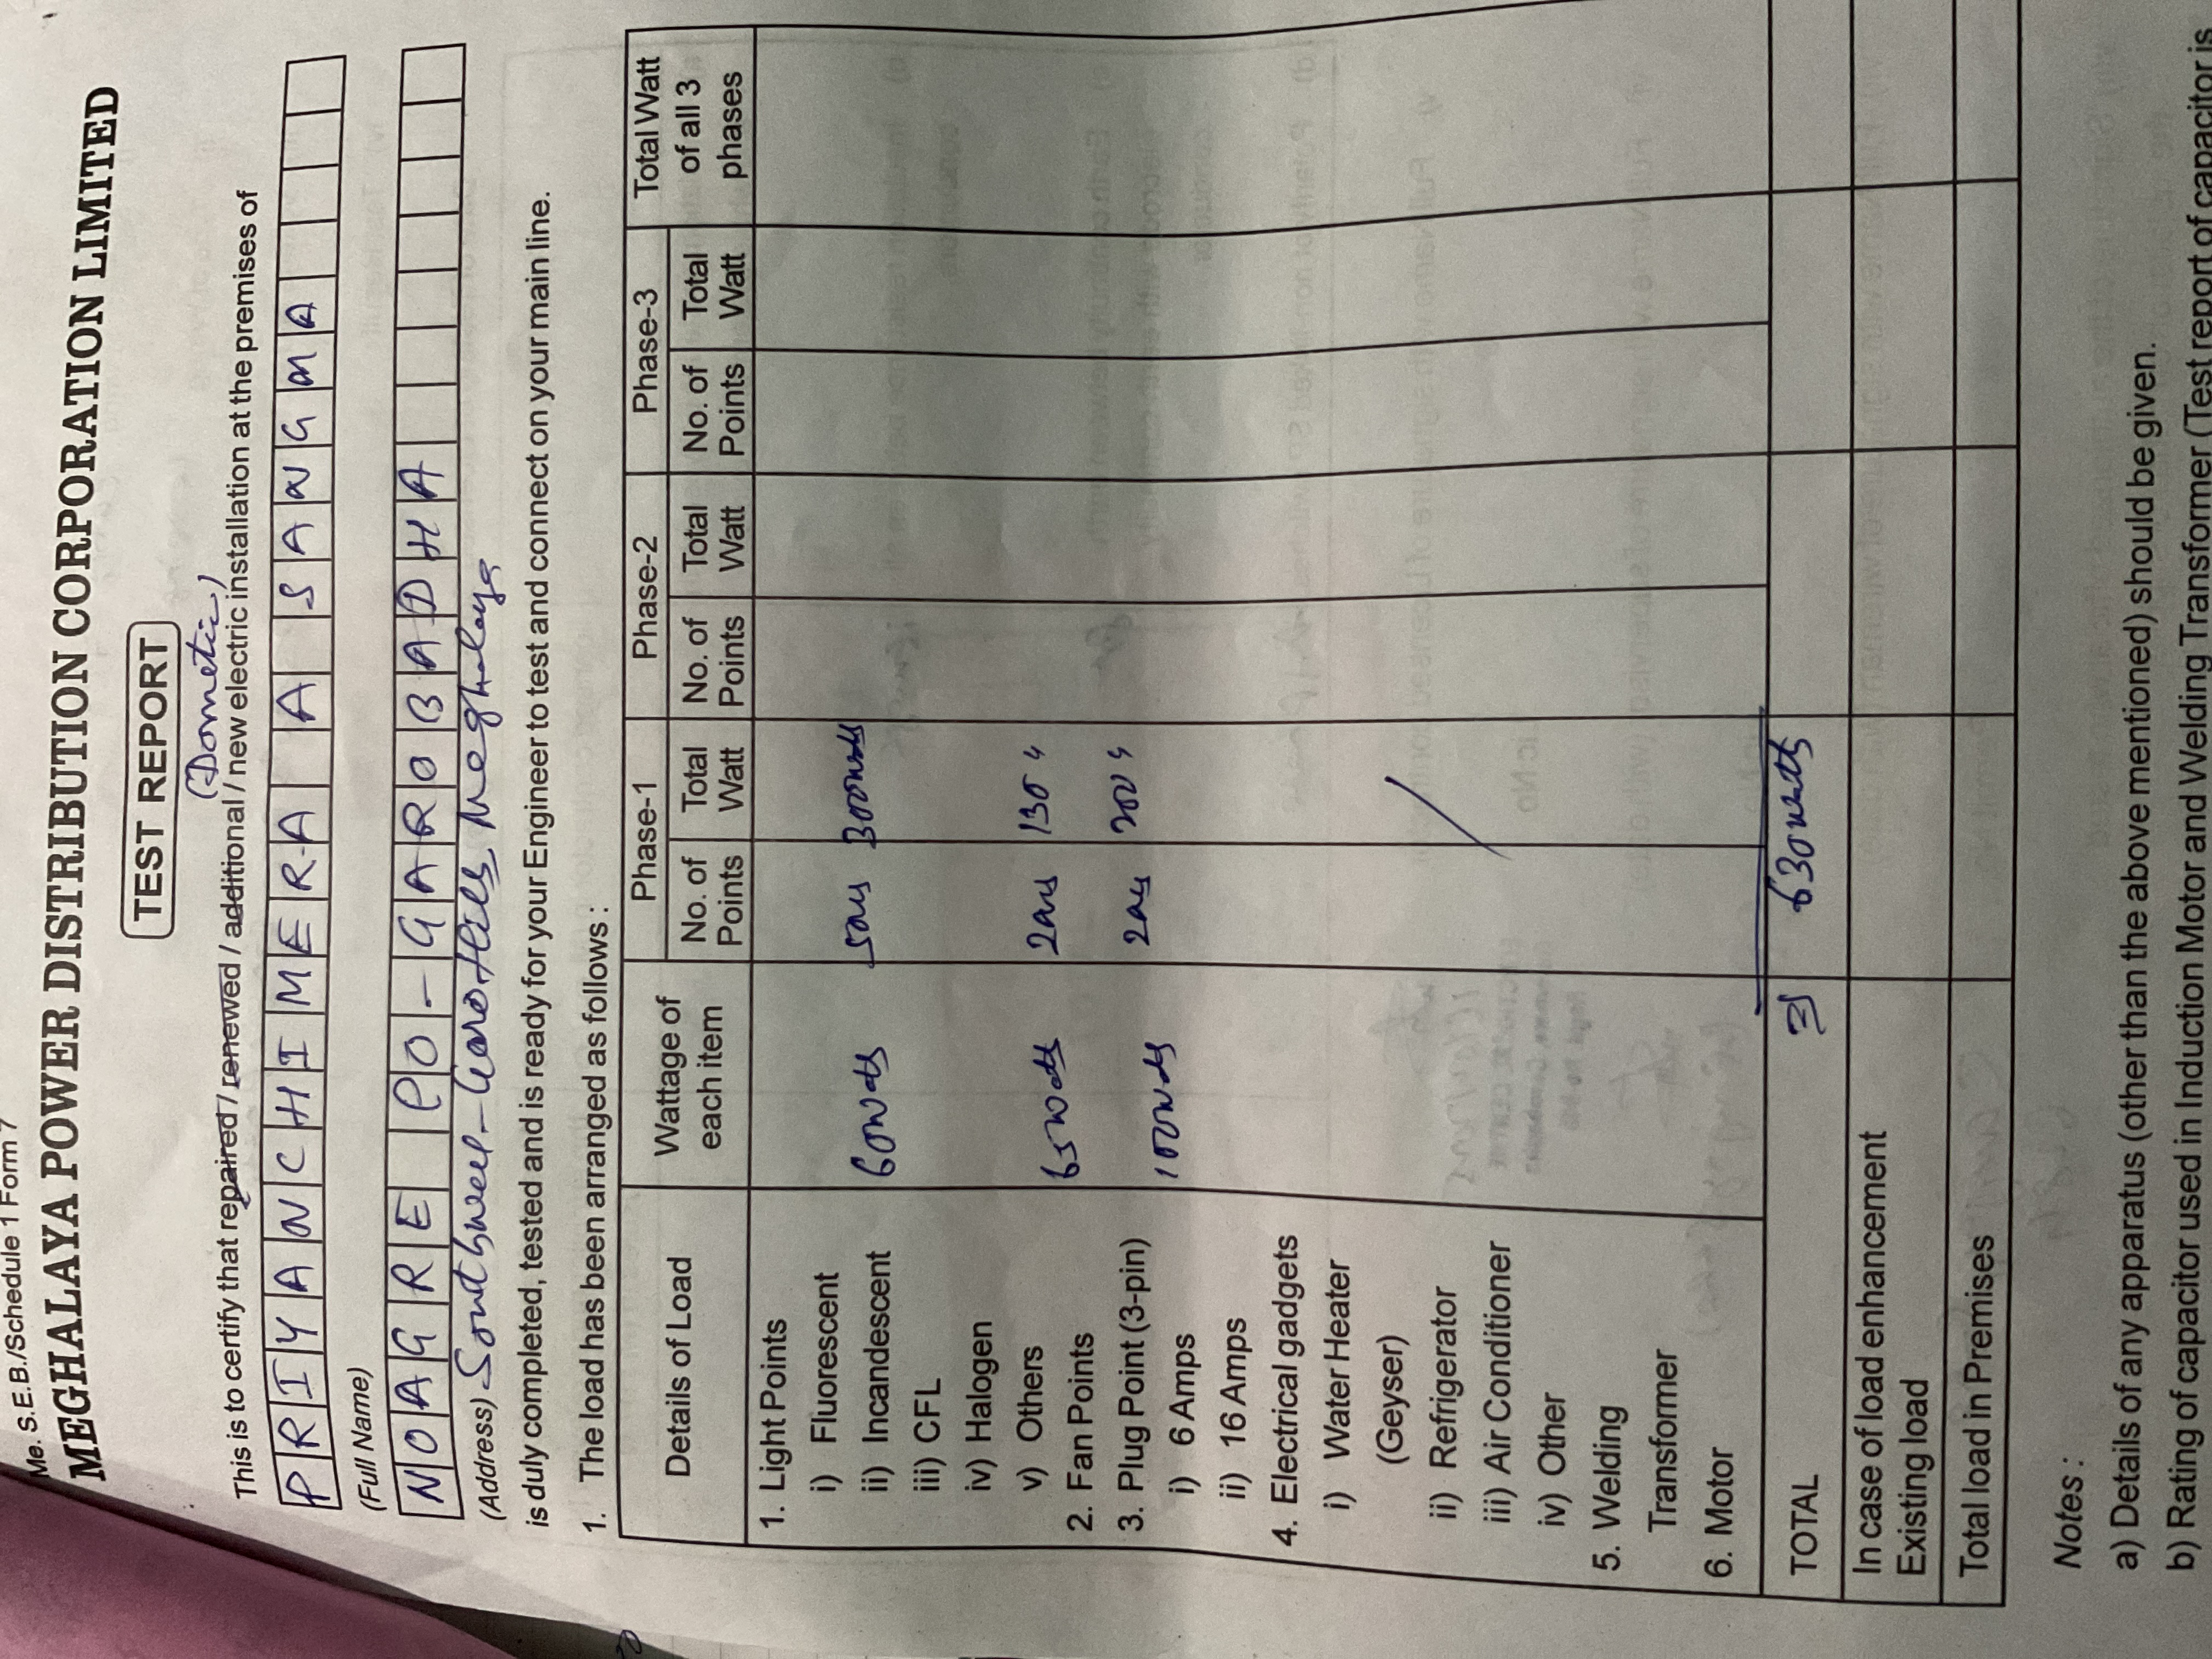 Me. S.E.B./Schedule 1 Form 7
MEGHALAYA POWER DISTRIBUTION CORPORATION LIMITED
TEST REPORT
(Dometic)
This is to certify that repaired / renewed / additional / new electric installation at the premises of
PRIYANCHIMERA A SANGMA
(Full Name)
NOAGRE PO-GAROBADHA
(Address) South West-Garo Hills, Meghalaya
is duly completed, tested and is ready for your Engineer to test and connect on your main line.
1. The load has been arranged as follows :
Details of Load Wattage of each item Phase-1 Phase-2 Phase-3 Total Watt of all 3 phases
No. of Points Total Watt No. of Points Total Watt No. of Points Total Watt
1. Light Points
i) Fluorescent
ii) Incandescent 60watts 5 300watts
iii) CFL
iv) Halogen
v) Others
2. Fan Points 65watts 2 130 "
3. Plug Point (3-pin)
i) 6 Amps 100watts 2 200 "
ii) 16 Amps
4. Electrical gadgets
i) Water Heater
(Geyser)
ii) Refrigerator
iii) Air Conditioner
iv) Other
5. Welding
Transformer
6. Motor
TOTAL = 630watts
In case of load enhancement
Existing load
Total load in Premises
Notes :
a) Details of any apparatus (other than the above mentioned) should be given.
b) Rating of capacitor used in Induction Motor and Welding Transformer (Test report of capacitor is